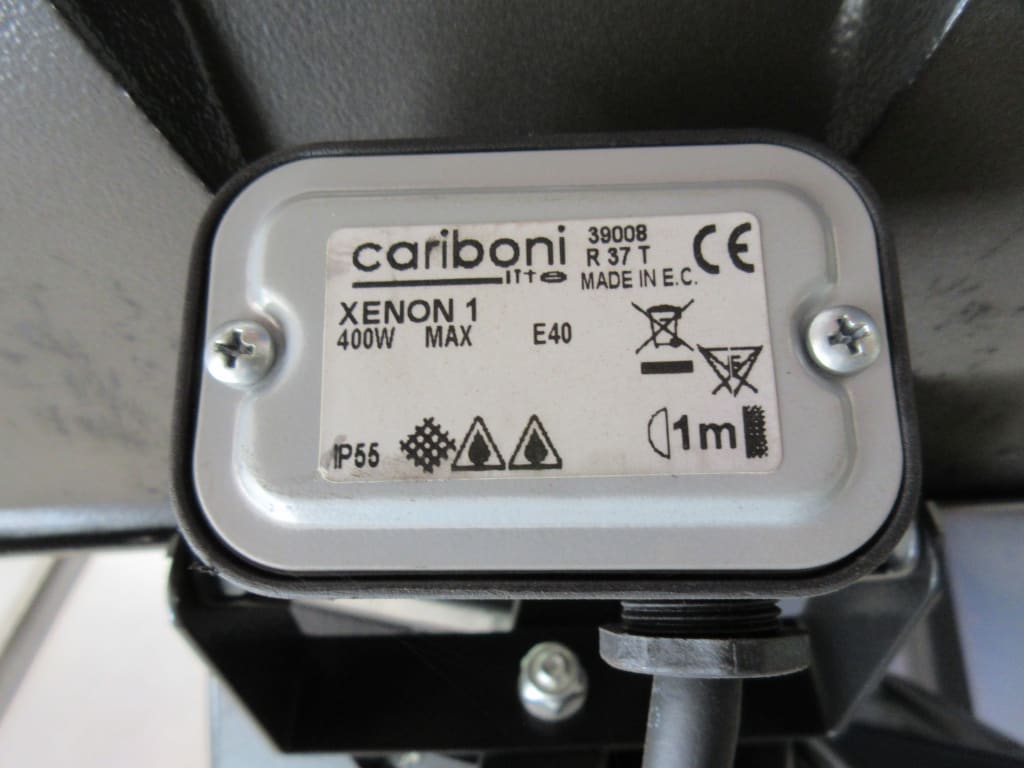 cariboni
lite
39008
R 37 T
MADE IN E.C.
CE
XENON 1
400W MAX E40
IP55
1m